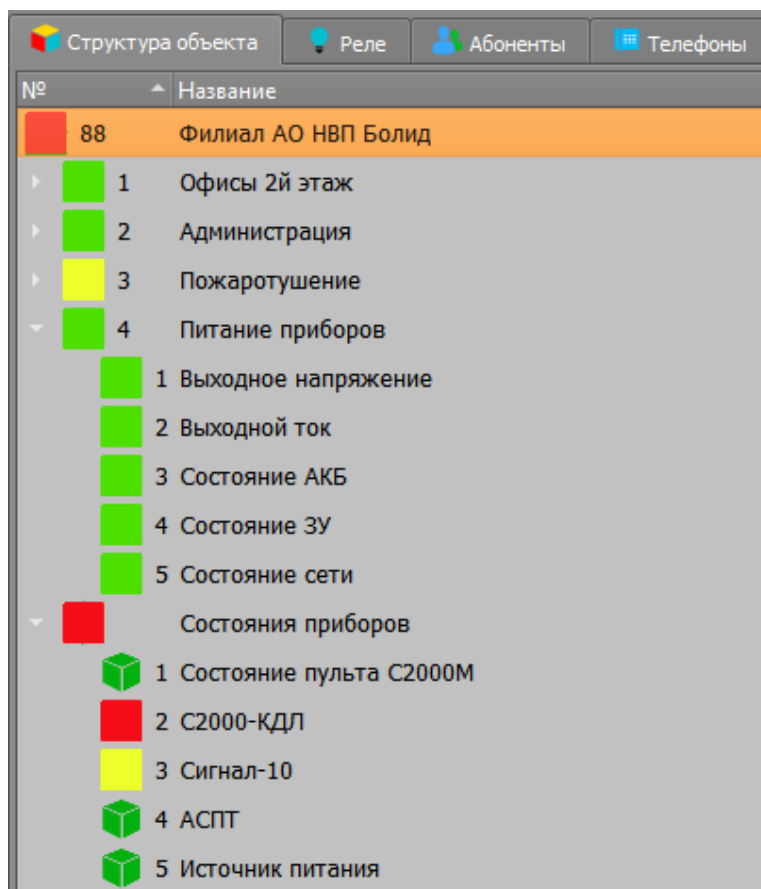 Структура объекта Реле Абоненты Телефоны
№ Название
88 Филиал АО НВП Болид
1 Офисы 2й этаж
2 Администрация
3 Пожаротушение
4 Питание приборов
1 Выходное напряжение
2 Выходной ток
3 Состояние АКБ
4 Состояние ЗУ
5 Состояние сети
Состояния приборов
1 Состояние пульта С2000М
2 С2000-КДЛ
3 Сигнал-10
4 АСПТ
5 Источник питания